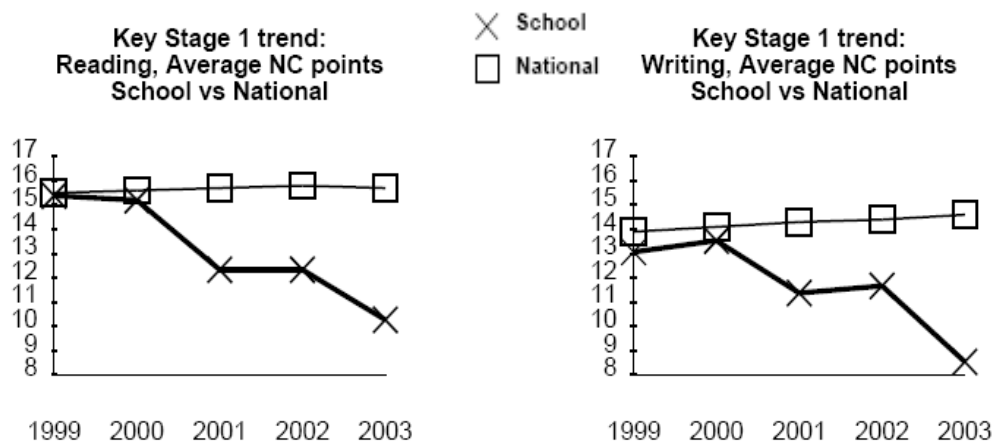 Key Stage 1 trend:
Reading, Average NC points
School vs National
School
National
Key Stage 1 trend:
Writing, Average NC points
School vs National
17
16
15
14
13
12
11
10
9
8
1999 2000 2001 2002 2003
17
16
15
14
13
12
11
10
9
8
1999 2000 2001 2002 2003